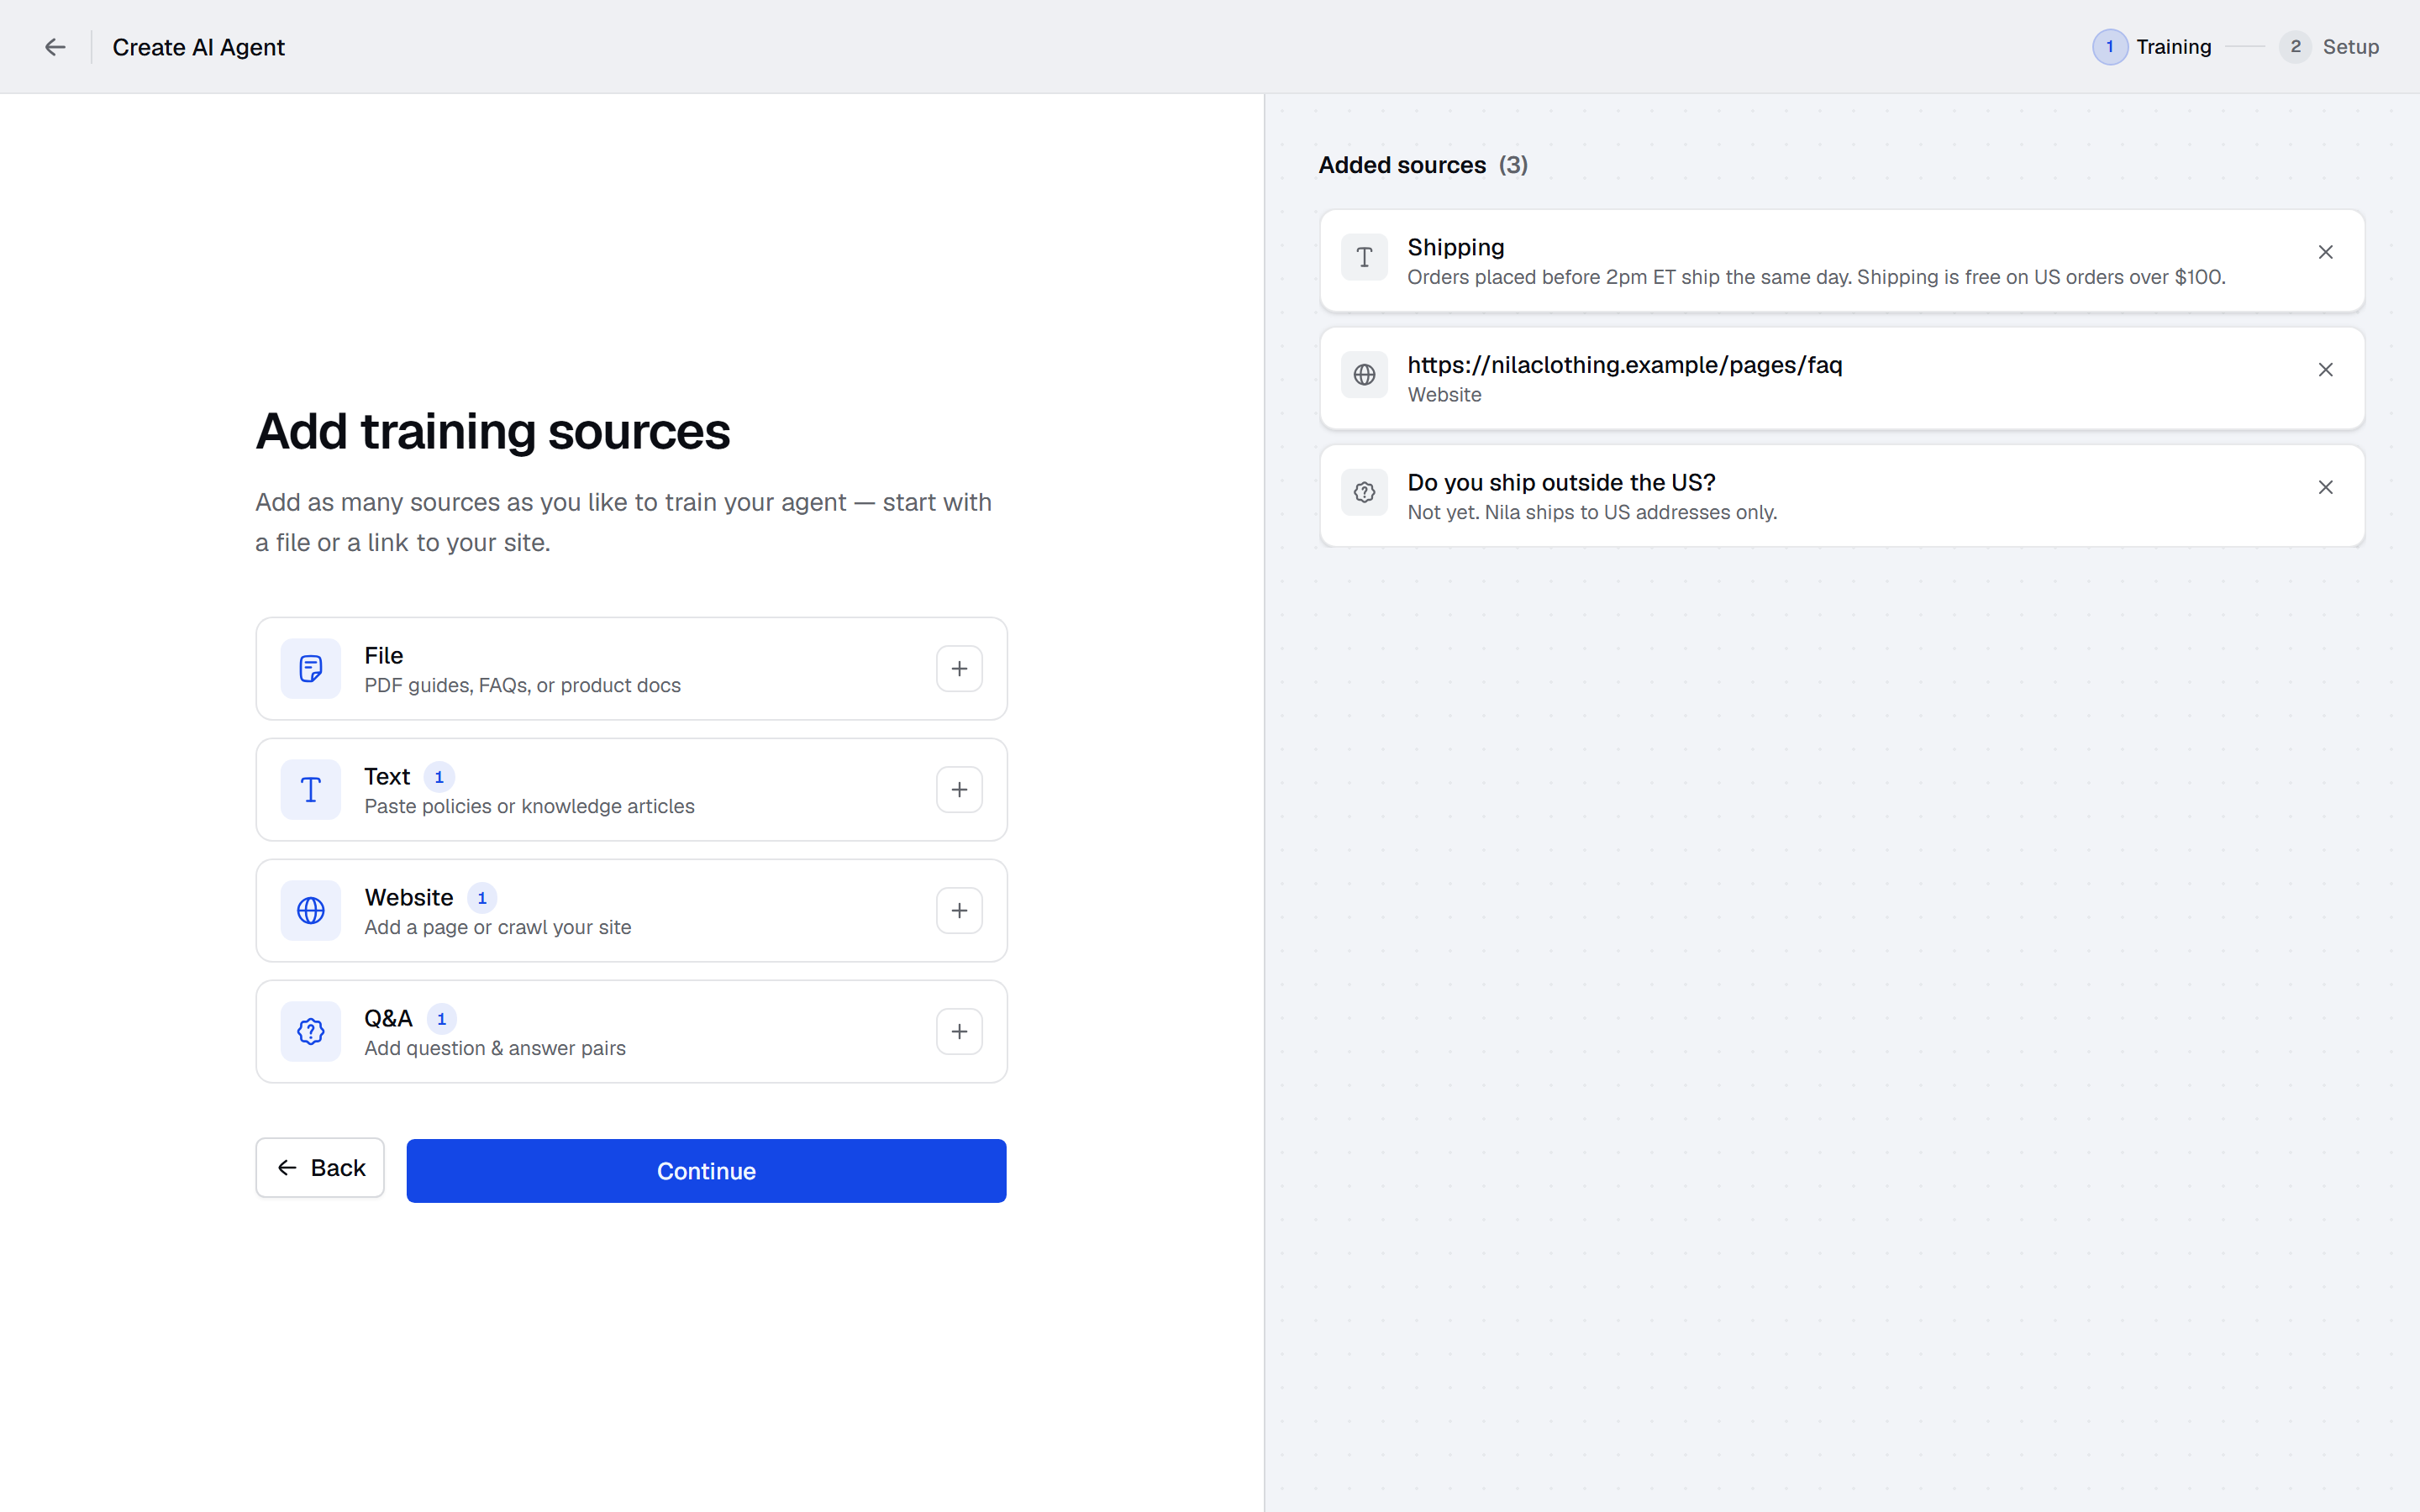 Create AI Agent
1 Training
2 Setup
Add training sources
Add as many sources as you like to train your agent — start with
a file or a link to your site.
File
PDF guides, FAQs, or product docs
Text 1
Paste policies or knowledge articles
Website 1
Add a page or crawl your site
Q&A 1
Add question & answer pairs
Back
Continue
Added sources (3)
Shipping
Orders placed before 2pm ET ship the same day. Shipping is free on US orders over $100.
https://nilaclothing.example/pages/faq
Website
Do you ship outside the US?
Not yet. Nila ships to US addresses only.